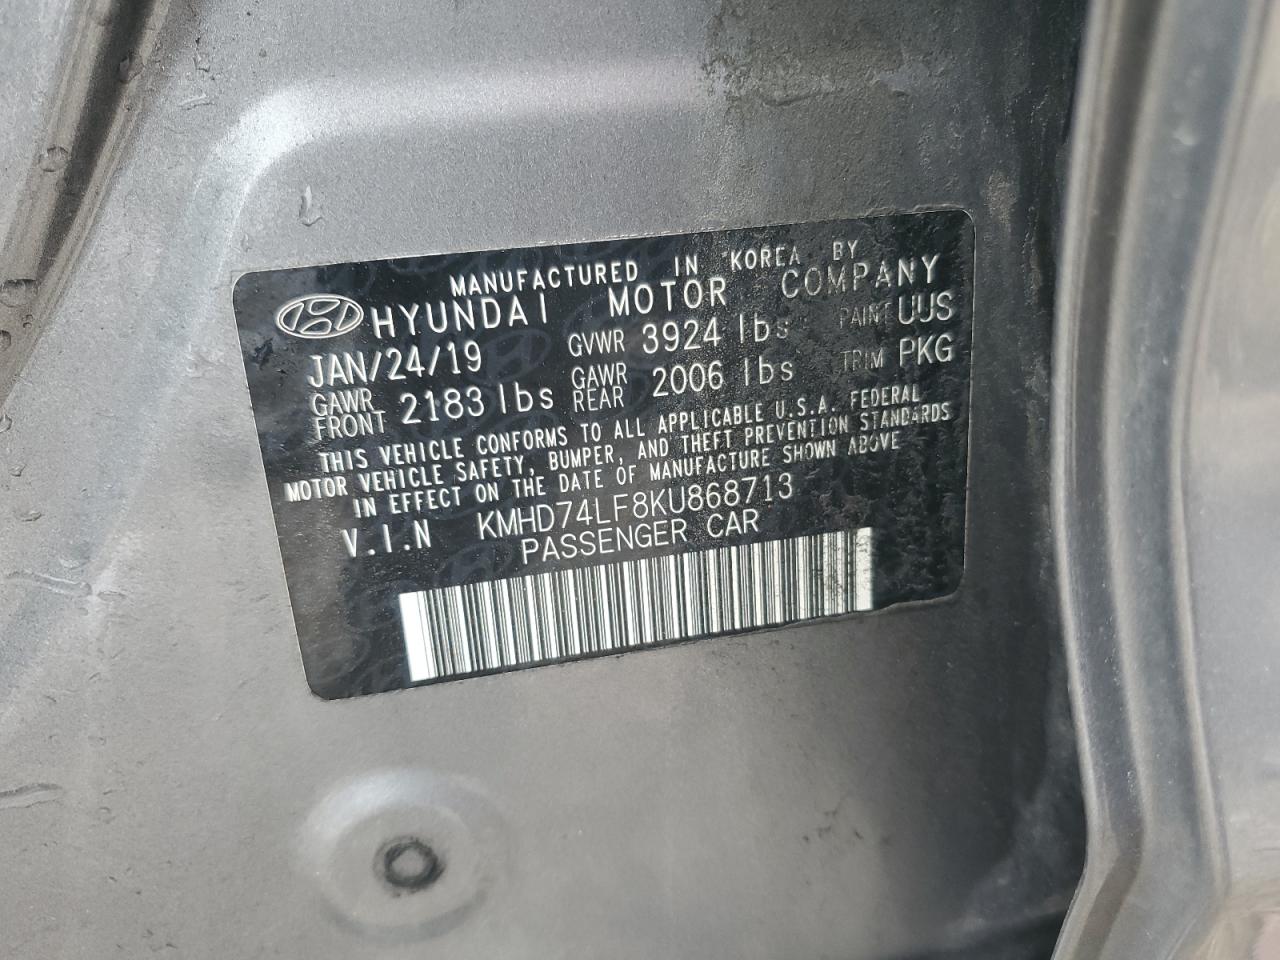 MANUFACTURED IN KOREA BY
HYUNDAI MOTOR COMPANY
JAN/24/19 GVWR 3924 lbs PAINT UUS
GAWR FRONT 2183 lbs GAWR REAR 2006 lbs TRIM PKG
THIS VEHICLE CONFORMS TO ALL APPLICABLE U.S.A. FEDERAL
MOTOR VEHICLE SAFETY, BUMPER, AND THEFT PREVENTION STANDARDS
IN EFFECT ON THE DATE OF MANUFACTURE SHOWN ABOVE
V.I.N KMHD74LF8KU868713
PASSENGER CAR